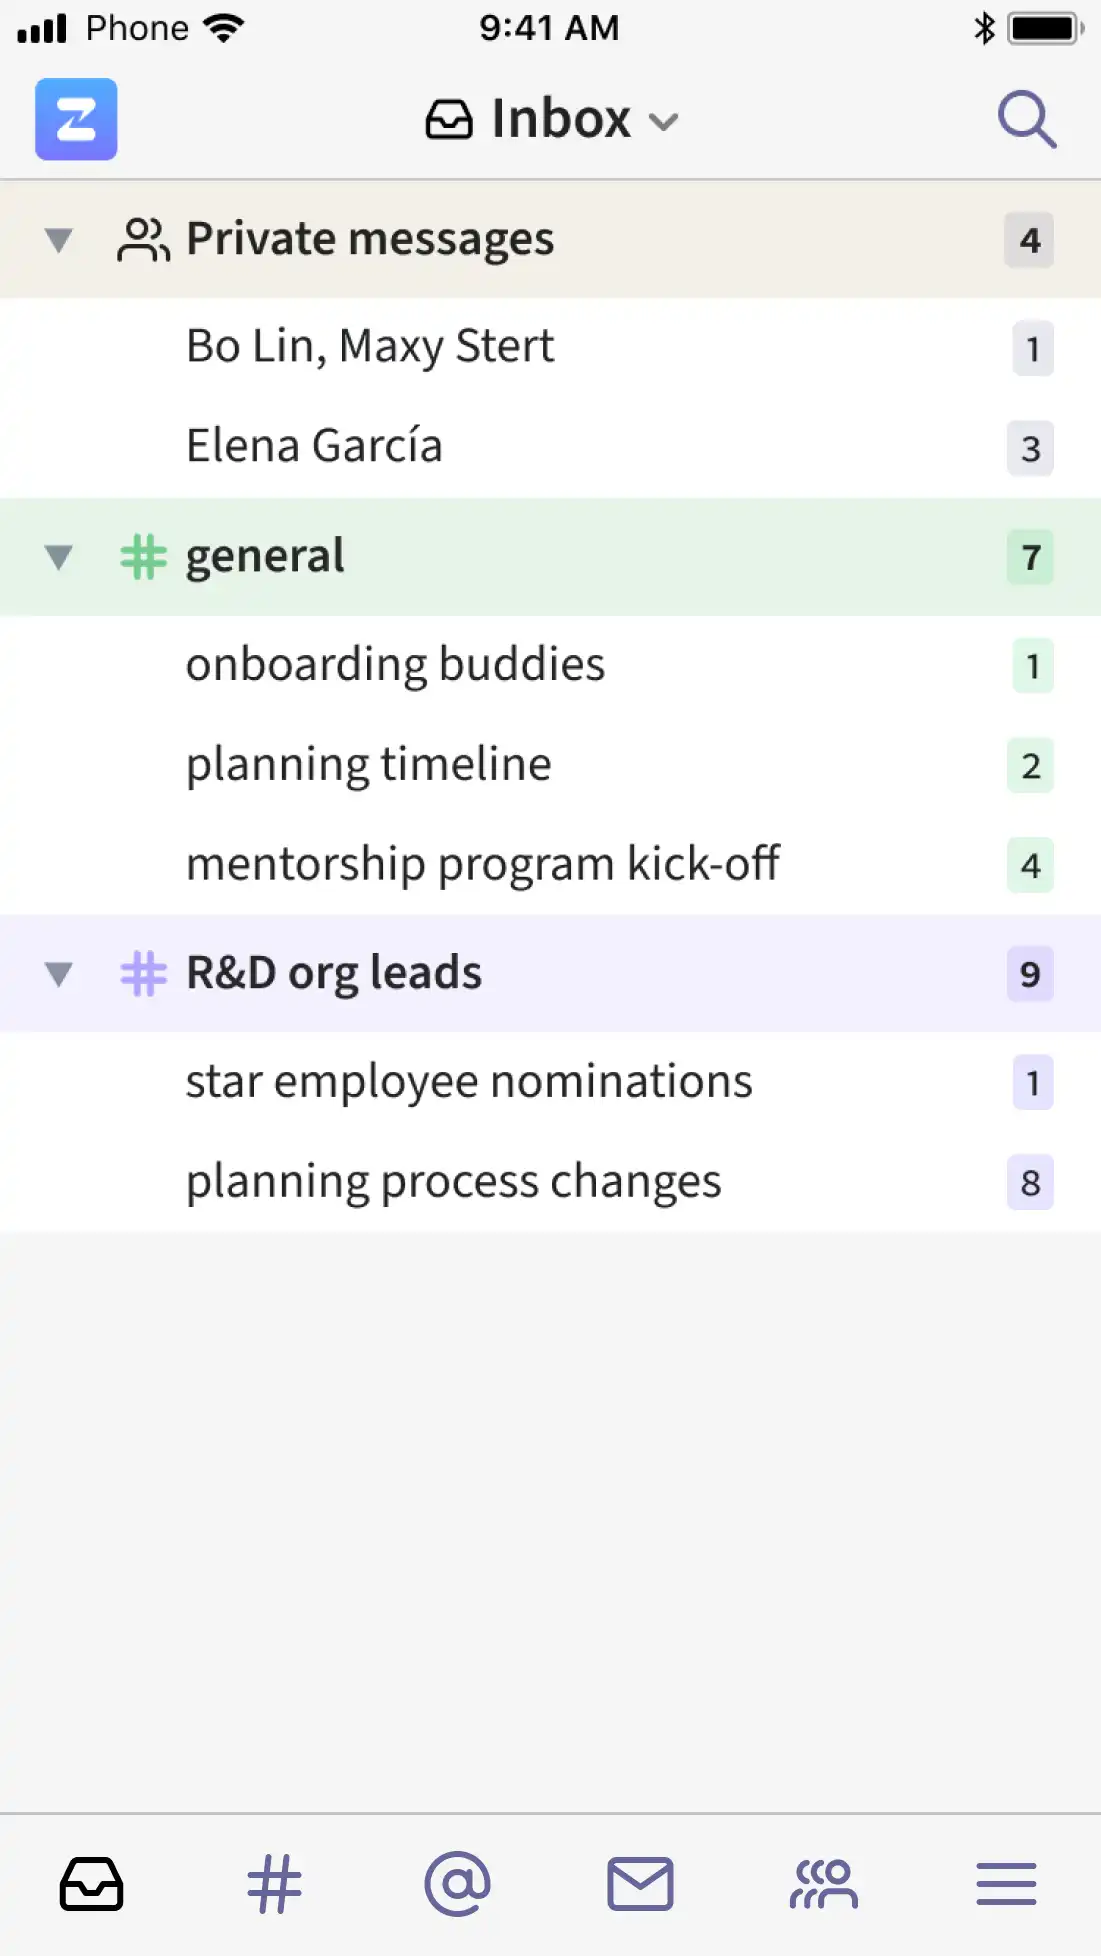 Phone 9:41 AM
Inbox
Private messages 4
Bo Lin, Maxy Stert 1
Elena García 3
general 7
onboarding buddies 1
planning timeline 2
mentorship program kick-off 4
R&D org leads 9
star employee nominations 1
planning process changes 8